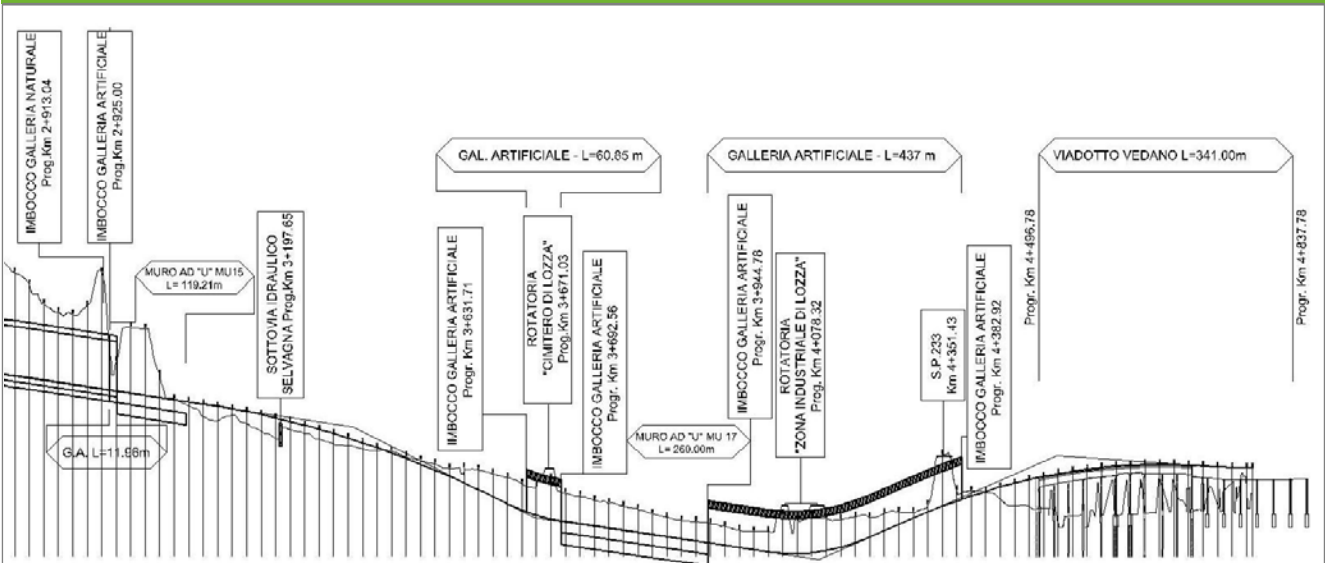 IMBOCCO GALLERIA NATURALE
Prog.Km 2+913.04
IMBOCCO GALLERIA ARTIFICIALE
Prog.Km 2+925.00
MURO AD "U" MU15
L= 119.21m
G.A. L=11.96m
SOTTOVIA IDRAULICO
SELVAGNA Prog.Km 3+197.65
GAL. ARTIFICIALE - L=60.85 m
IMBOCCO GALLERIA ARTIFICIALE
Progr. Km 3+631.71
ROTATORIA
"CIMITERO DI LOZZA"
Prog.Km 3+671.03
IMBOCCO GALLERIA ARTIFICIALE
Progr. Km 3+692.56
MURO AD "U" MU 17
L= 260.00m
GALLERIA ARTIFICIALE - L=437 m
IMBOCCO GALLERIA ARTIFICIALE
Progr. Km 3+944.78
ROTATORIA
"ZONA INDUSTRIALE DI LOZZA"
Prog. Km 4+078.32
S.P.233
Km 4+351.43
IMBOCCO GALLERIA ARTIFICIALE
Progr. Km 4+382.92
VIADOTTO VEDANO L=341.00m
Progr. Km 4+496.78
Progr. Km 4+837.78